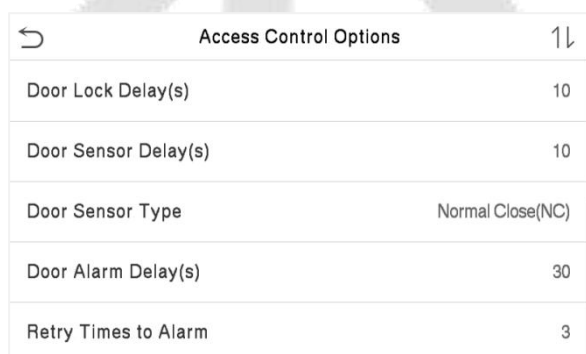 Access Control Options
Door Lock Delay(s) 10
Door Sensor Delay(s) 10
Door Sensor Type Normal Close(NC)
Door Alarm Delay(s) 30
Retry Times to Alarm 3